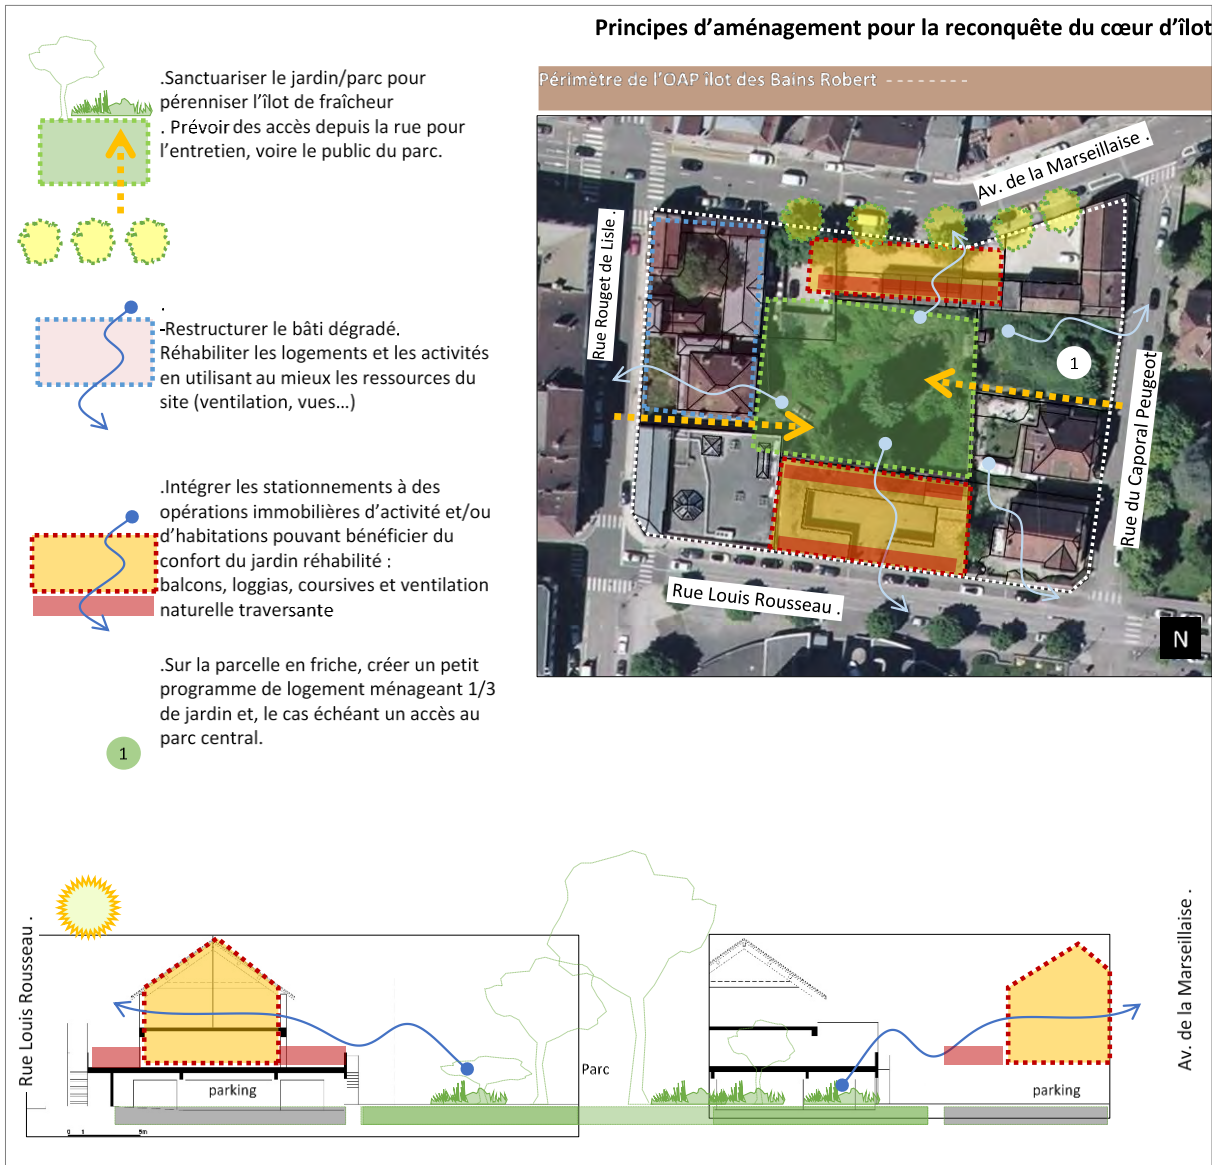 Principes d’aménagement pour la reconquête du cœur d’îlot
.Sanctuariser le jardin/parc pour
pérenniser l’îlot de fraîcheur
. Prévoir des accès depuis la rue pour
l’entretien, voire le public du parc.
.
-Restructurer le bâti dégradé.
Réhabiliter les logements et les activités
en utilisant au mieux les ressources du
site (ventilation, vues…)
.Intégrer les stationnements à des
opérations immobilières d’activité et/ou
d’habitations pouvant bénéficier du
confort du jardin réhabilité :
balcons, loggias, coursives et ventilation
naturelle traversante
.Sur la parcelle en friche, créer un petit
programme de logement ménageant 1/3
de jardin et, le cas échéant un accès au
parc central.
1
Périmètre de l’OAP îlot des Bains Robert - - - - - - - -
Av. de la Marseillaise .
Rue Rouget de Lisle .
1
Rue du Caporal Peugeot
Rue Louis Rousseau .
N
Rue Louis Rousseau .
parking
Parc
parking
Av. de la Marseillaise .
0 1 5m